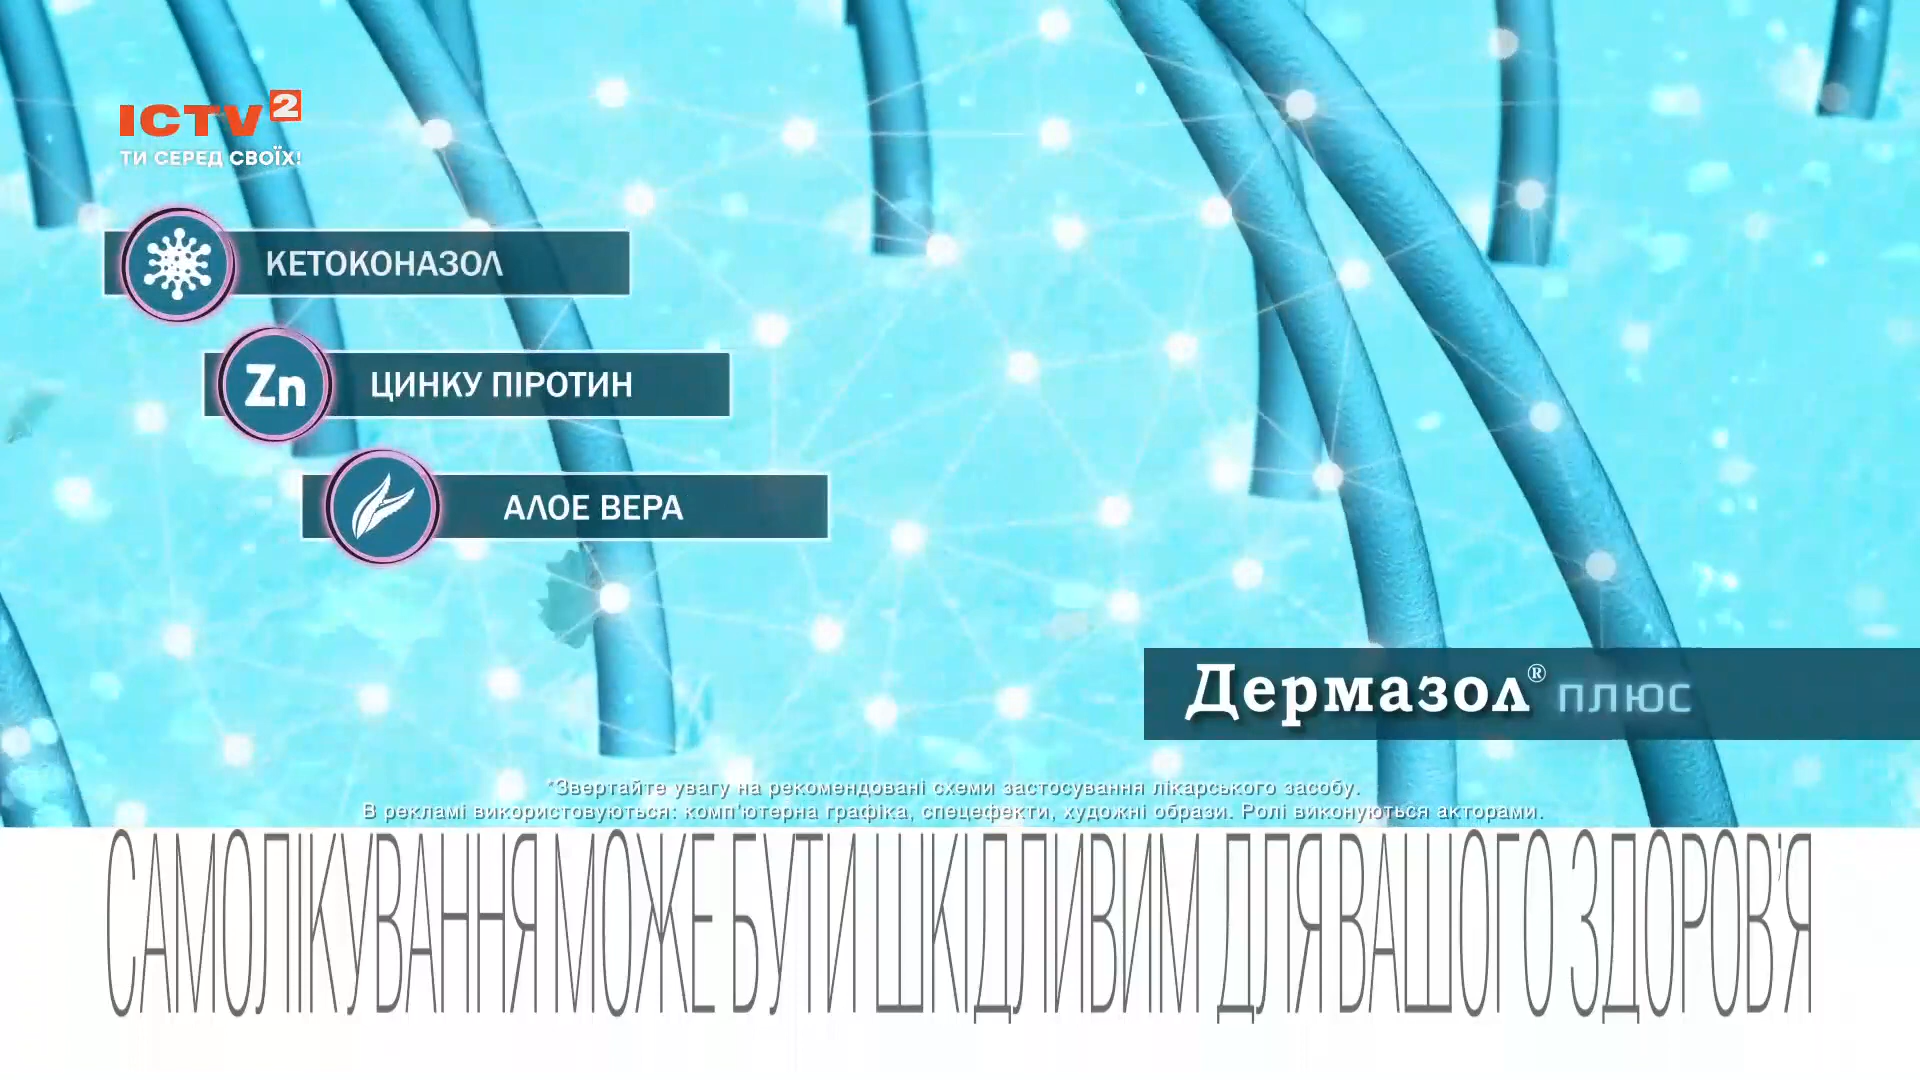 ICTV2
ТИ СЕРЕД СВОЇХ!
КЕТОКОНАЗОЛ
Zn
ЦИНКУ ПІРОТИН
АЛОЕ ВЕРА
Дермазол® плюс
*Звертайте увагу на рекомендовані схеми застосування лікарського засобу.
В рекламі використовуються: комп'ютерна графіка, спецефекти, художні образи. Ролі виконуються акторами.
САМОЛІКУВАННЯ МОЖЕ БУТИ ШКІДЛИВИМ ДЛЯ ВАШОГО ЗДОРОВ'Я